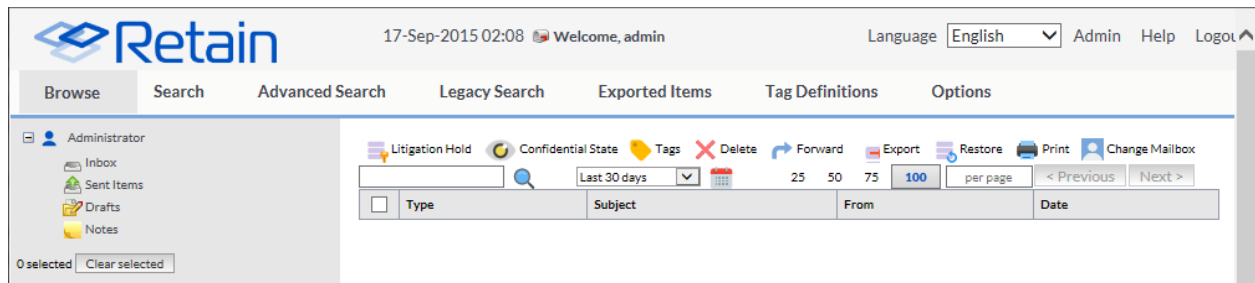 Retain
17-Sep-2015 02:08 Welcome, admin
Language English Admin Help Logou
Browse Search Advanced Search Legacy Search Exported Items Tag Definitions Options
Administrator
Inbox
Sent Items
Drafts
Notes
0 selected Clear selected
Litigation Hold Confidential State Tags Delete Forward Export Restore Print Change Mailbox
Last 30 days 25 50 75 100 per page < Previous Next >
Type Subject From Date